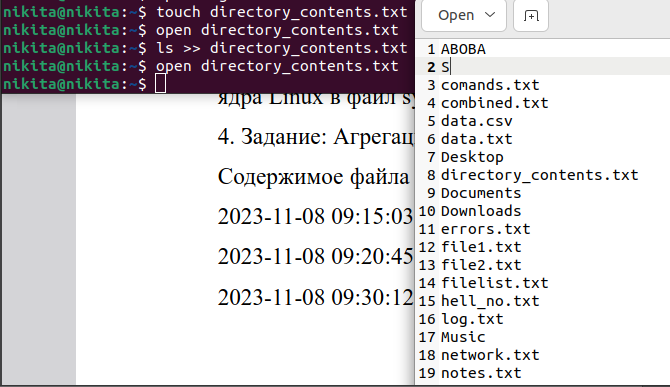 nikita@nikita:~$ touch directory_contents.txt
nikita@nikita:~$ open directory_contents.txt
nikita@nikita:~$ ls >> directory_contents.txt
nikita@nikita:~$ open directory_contents.txt
nikita@nikita:~$
ядра Linux в файл sy
4. Задание: Агрегац
Содержимое файла
2023-11-08 09:15:03
2023-11-08 09:20:45
2023-11-08 09:30:12
Open
1 ABOBA
2 S
3 comands.txt
4 combined.txt
5 data.csv
6 data.txt
7 Desktop
8 directory_contents.txt
9 Documents
10 Downloads
11 errors.txt
12 file1.txt
13 file2.txt
14 filelist.txt
15 hell_no.txt
16 log.txt
17 Music
18 network.txt
19 notes.txt